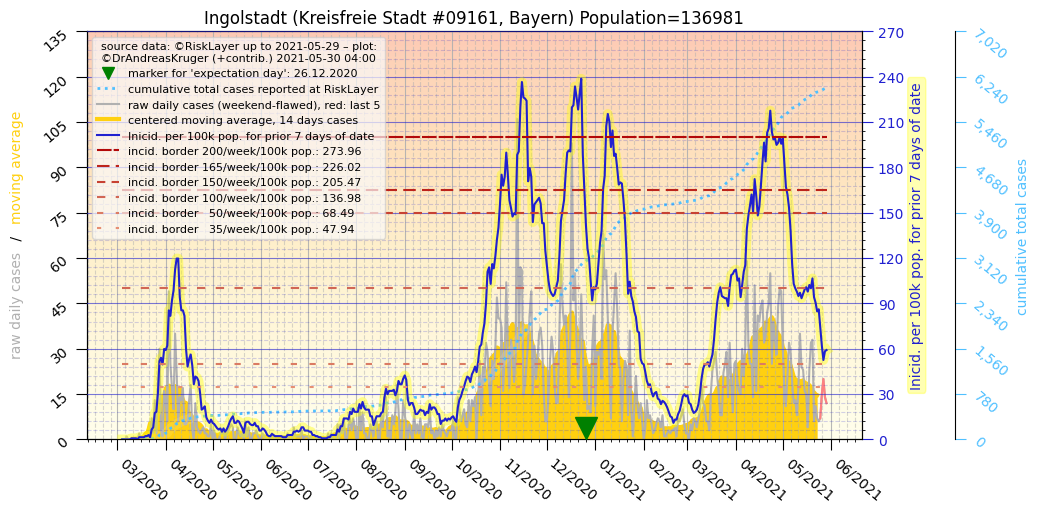 Ingolstadt (Kreisfreie Stadt #09161, Bayern) Population=136981
source data: ©RiskLayer up to 2021-05-29 – plot:
©DrAndreasKruger (+contrib.) 2021-05-30 04:00
marker for 'expectation day': 26.12.2020
cumulative total cases reported at RiskLayer
raw daily cases (weekend-flawed), red: last 5
centered moving average, 14 days cases
Inicid. per 100k pop. for prior 7 days of date
incid. border 200/week/100k pop.: 273.96
incid. border 165/week/100k pop.: 226.02
incid. border 150/week/100k pop.: 205.47
incid. border 100/week/100k pop.: 136.98
incid. border   50/week/100k pop.: 68.49
incid. border   35/week/100k pop.: 47.94
raw daily cases   /   moving average
135
120
105
90
75
60
45
30
15
0
270
240
210
180
150
120
90
60
30
0
Inicid. per 100k pop. for prior 7 days of date
7,020
6,240
5,460
4,680
3,900
3,120
2,340
1,560
780
0
cumulative total cases
03/2020
04/2020
05/2020
06/2020
07/2020
08/2020
09/2020
10/2020
11/2020
12/2020
01/2021
02/2021
03/2021
04/2021
05/2021
06/2021